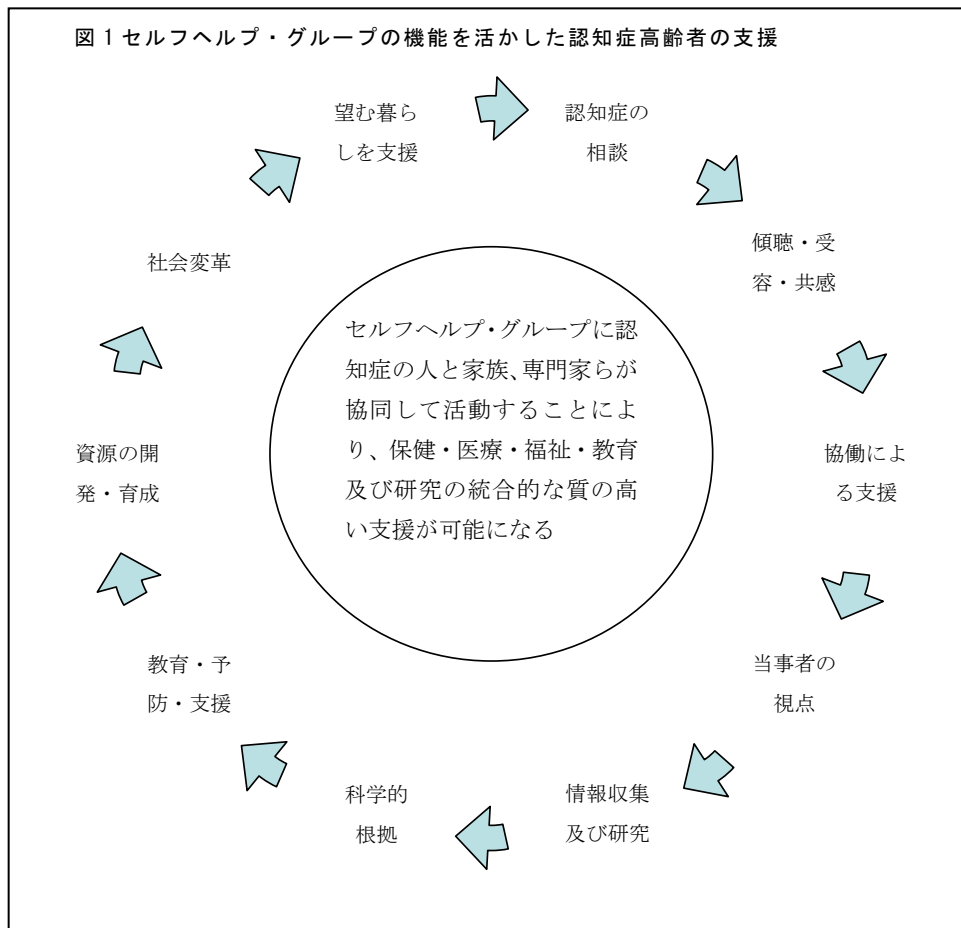 図1セルフヘルプ・グループの機能を活かした認知症高齢者の支援
望む暮ら
しを支援
認知症の
相談
傾聴・受
容・共感
協働によ
る支援
当事者の
視点
情報収集
及び研究
科学的
根拠
教育・予
防・支援
資源の開
発・育成
社会変革
セルフヘルプ・グループに認
知症の人と家族、専門家らが
協同して活動することによ
り、保健・医療・福祉・教育
及び研究の統合的な質の高
い支援が可能になる